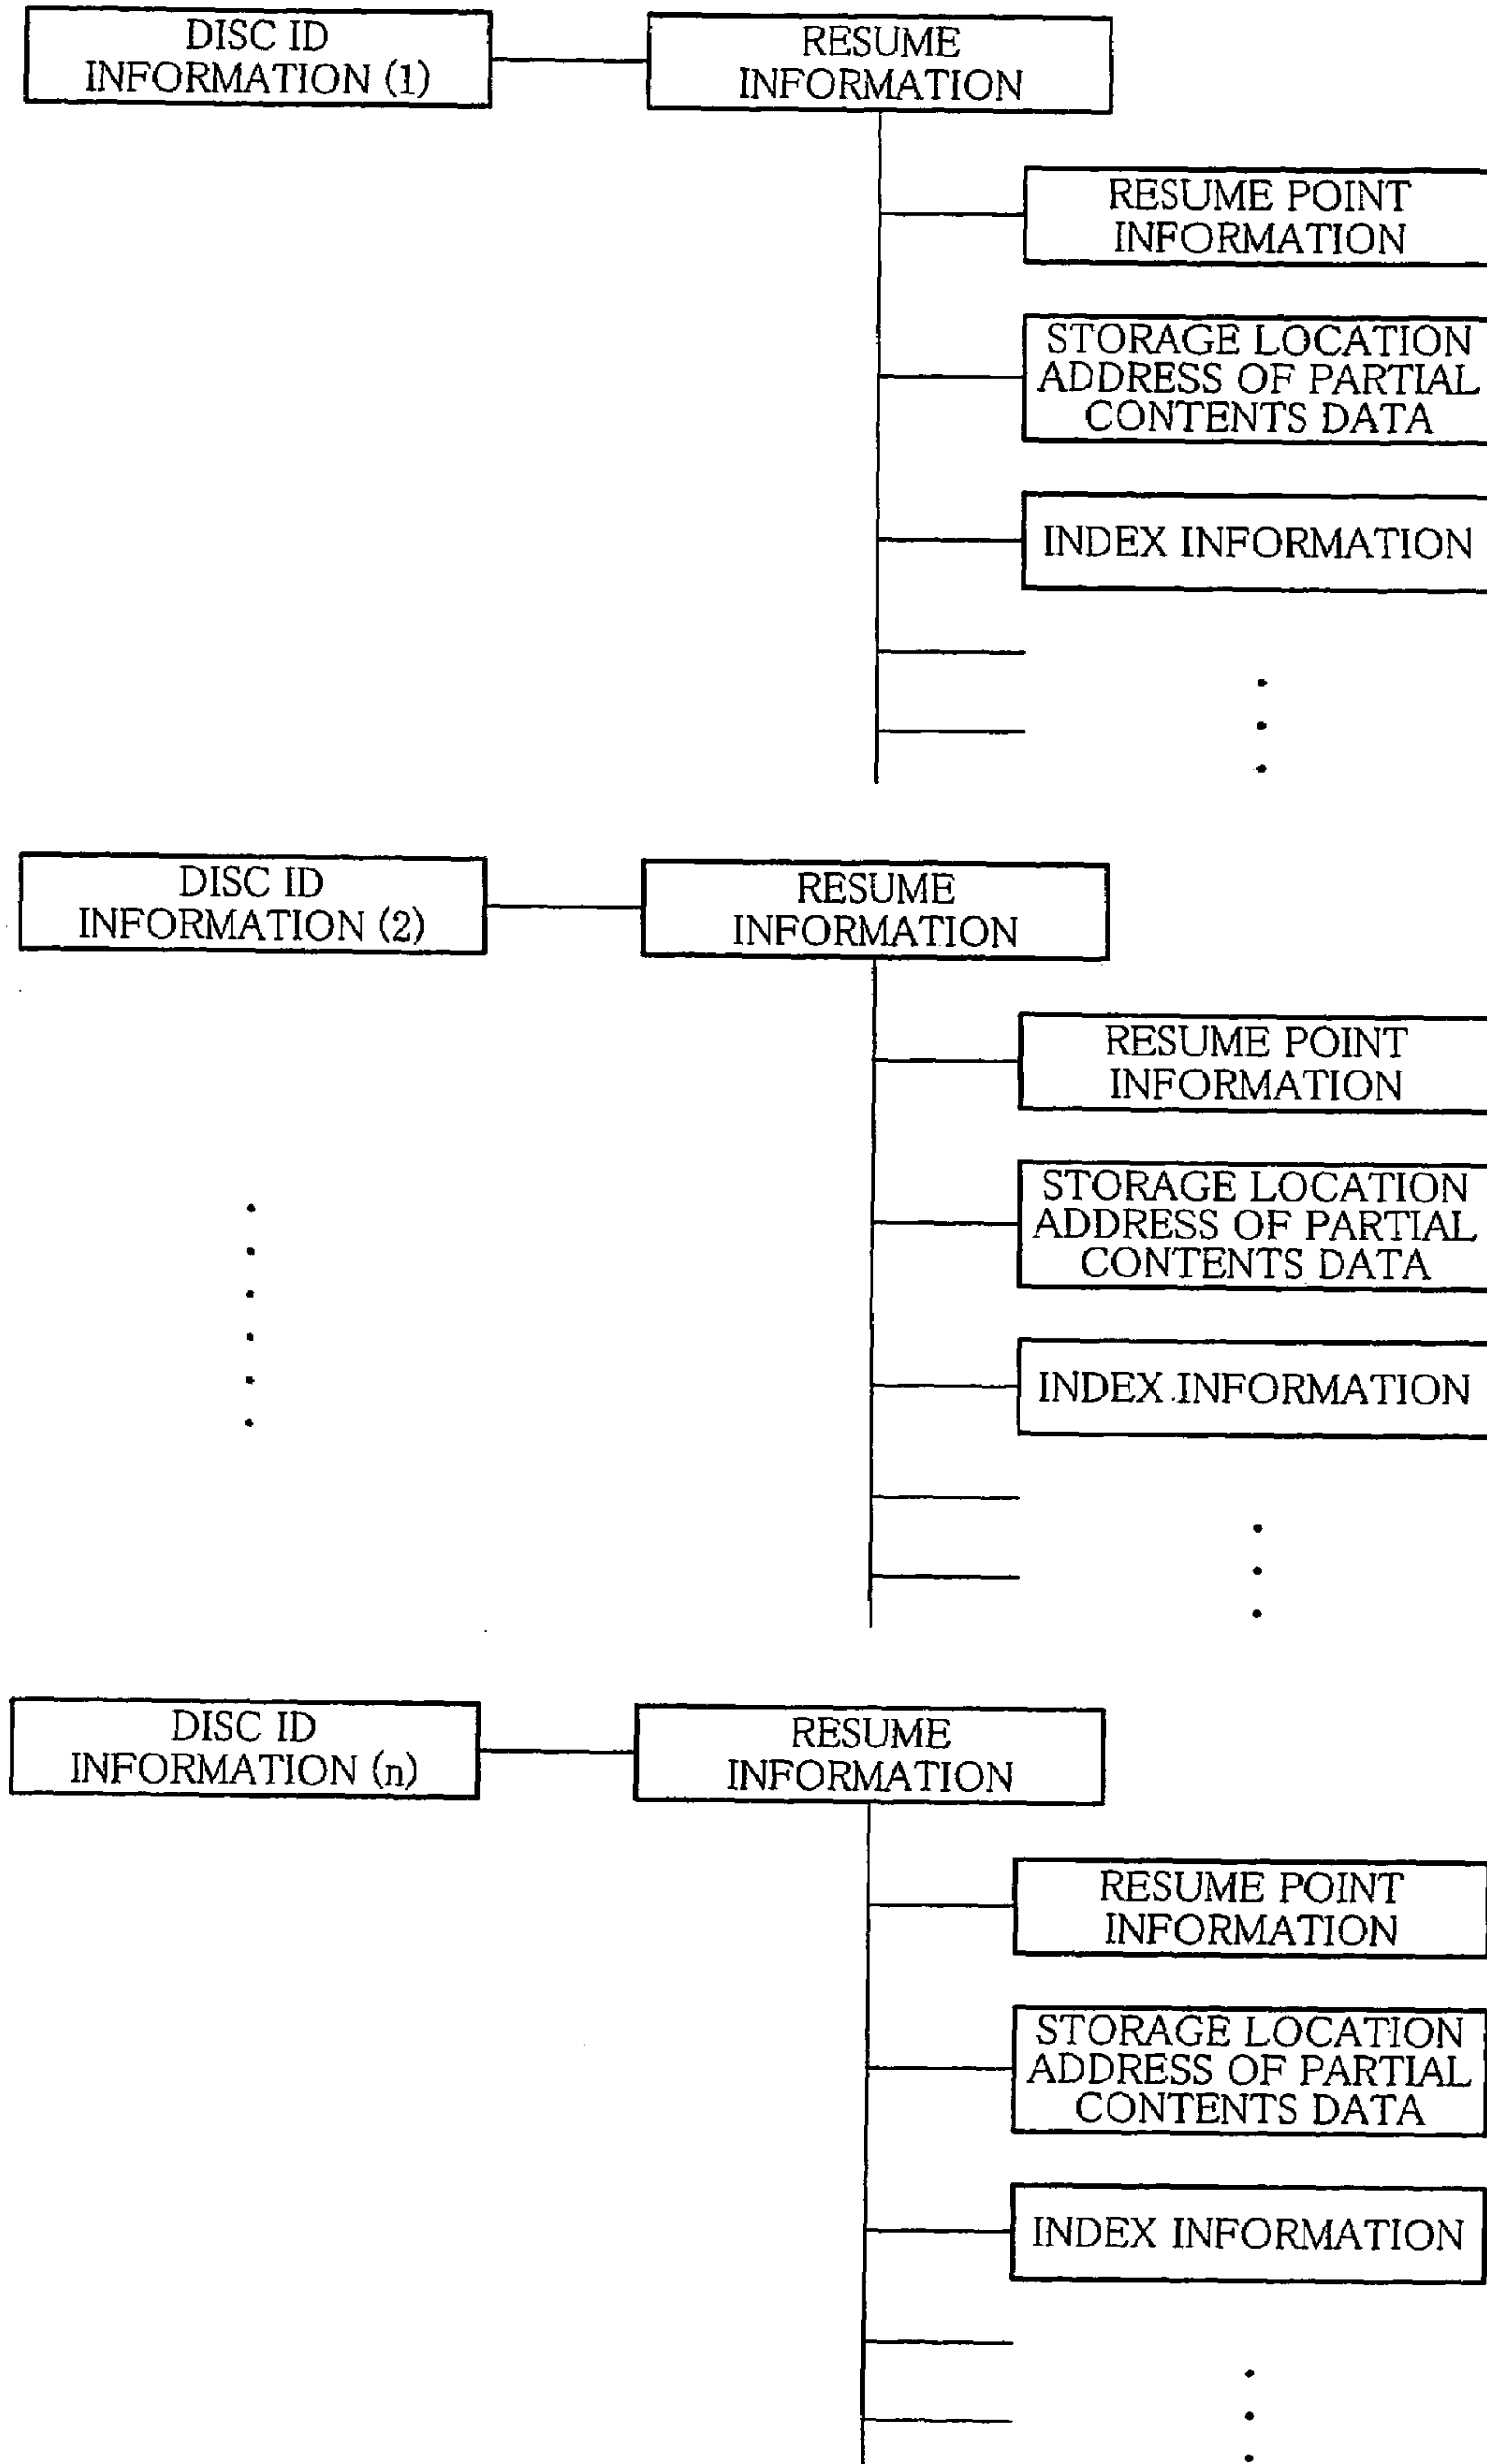 DISC ID
INFORMATION (1)
RESUME
INFORMATION
RESUME POINT
INFORMATION
STORAGE LOCATION
ADDRESS OF PARTIAL
CONTENTS DATA
INDEX INFORMATION
DISC ID
INFORMATION (2)
RESUME
INFORMATION
RESUME POINT
INFORMATION
STORAGE LOCATION
ADDRESS OF PARTIAL
CONTENTS DATA
INDEX INFORMATION
DISC ID
INFORMATION (n)
RESUME
INFORMATION
RESUME POINT
INFORMATION
STORAGE LOCATION
ADDRESS OF PARTIAL
CONTENTS DATA
INDEX INFORMATION